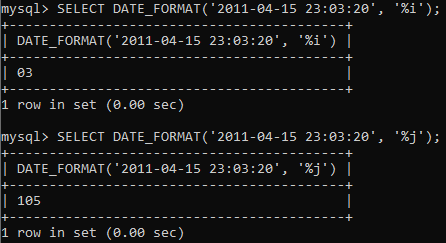 mysql> SELECT DATE_FORMAT('2011-04-15 23:03:20', '%i');
+----------------------------------------+
| DATE_FORMAT('2011-04-15 23:03:20', '%i') |
+----------------------------------------+
| 03                                     |
+----------------------------------------+
1 row in set (0.00 sec)
mysql> SELECT DATE_FORMAT('2011-04-15 23:03:20', '%j');
+----------------------------------------+
| DATE_FORMAT('2011-04-15 23:03:20', '%j') |
+----------------------------------------+
| 105                                    |
+----------------------------------------+
1 row in set (0.00 sec)